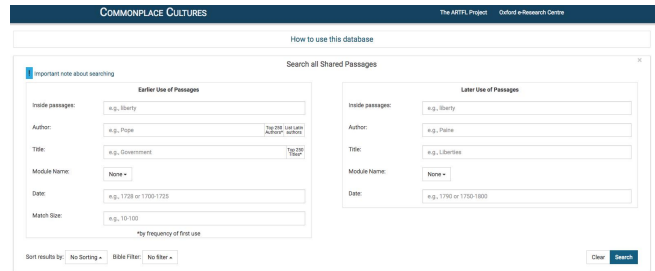 COMMONPLACE CULTURES
The ARTFL Project Oxford e-Research Centre
How to use this database
Search all Shared Passages
×
! Important note about searching
Earlier Use of Passages
Inside passages: e.g., liberty
Author: e.g., Pope Top 250 Authors* List Latin authors
Title: e.g., Government Top 250 Titles*
Module Name: None
Date: e.g., 1728 or 1700-1725
Match Size: e.g., 10-100
*by frequency of first use
Later Use of Passages
Inside passages: e.g., liberty
Author: e.g., Paine
Title: e.g., Liberties
Module Name: None
Date: e.g., 1790 or 1750-1800
Sort results by: No Sorting Bible Filter: No filter
Clear Search